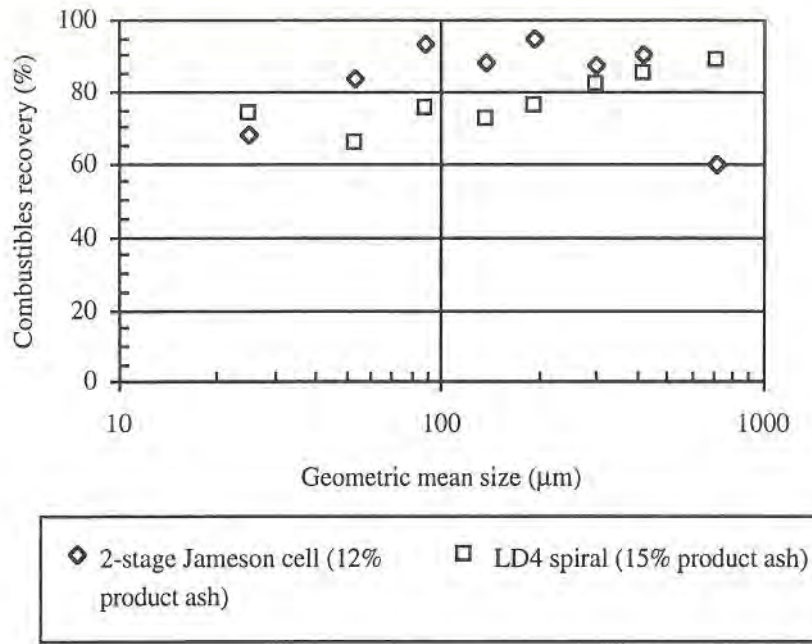 Combustibles recovery (%)
100
80
60
40
20
0
10
100
1000
Geometric mean size (μm)
2-stage Jameson cell (12%
product ash)
LD4 spiral (15% product ash)